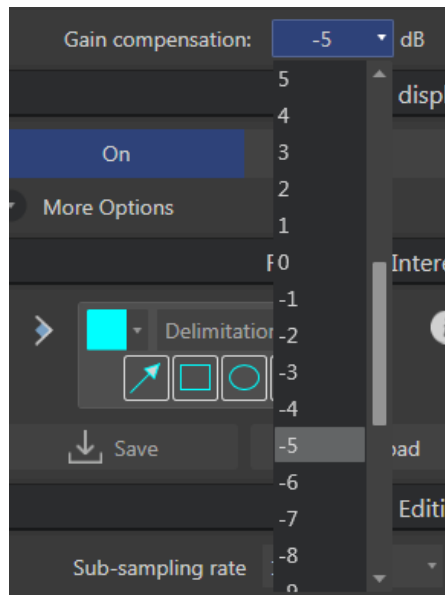 Gain compensation: -5 dB
5
displ
4
On
3
2
More Options
1
0
Inter
-1
Delimitation
-2
-3
-4
Save
-5
oad
-6
-7
Editi
-8
Sub-sampling rate